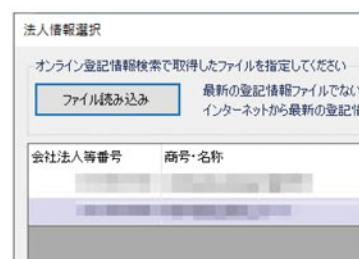 法人情報選択
オンライン登記情報検索で取得したファイルを指定してください
ファイル読み込み
最新の登記情報ファイルでない
インターネットから最新の登記
会社法人等番号 商号・名称